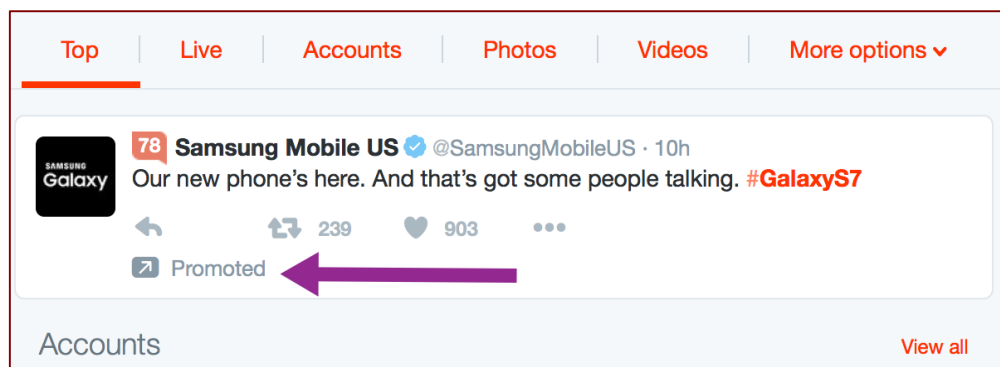 Top Live Accounts Photos Videos More options
SAMSUNG
Galaxy
78 Samsung Mobile US @SamsungMobileUS · 10h
Our new phone’s here. And that’s got some people talking. #GalaxyS7
239 903
Promoted
Accounts View all